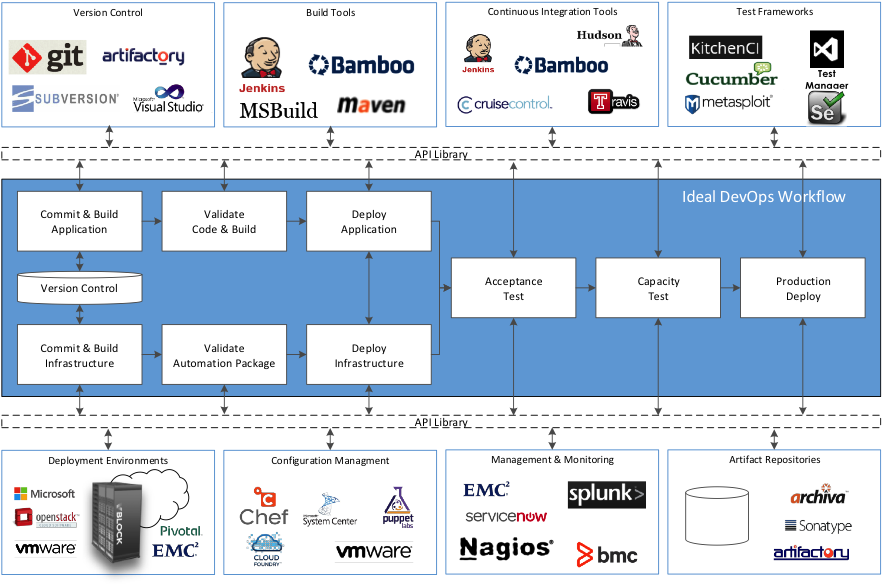 Version Control
git
artifactory
SUBVERSION
Microsoft
Visual Studio
Build Tools
Jenkins
Bamboo
MSBuild
maven
Continuous Integration Tools
Hudson
Jenkins
Bamboo
cruisecontrol
Travis
Test Frameworks
KitchenCI
Cucumber
metasploit
Test
Manager
Se
API Library
Ideal DevOps Workflow
Commit & Build
Application
Validate
Code & Build
Deploy
Application
Version Control
Acceptance
Test
Capacity
Test
Production
Deploy
Commit & Build
Infrastructure
Validate
Automation Package
Deploy
Infrastructure
API Library
Deployment Environments
Microsoft
openstack
vmware
VBLOCK
Pivotal
EMC²
Configuration Managment
Chef
System Center
puppet
labs
CLOUD
FOUNDRY
vmware
Management & Monitoring
EMC²
splunk>
servicenow
Nagios®
bmc
Artifact Repositories
archiva
Sonatype
artifactory